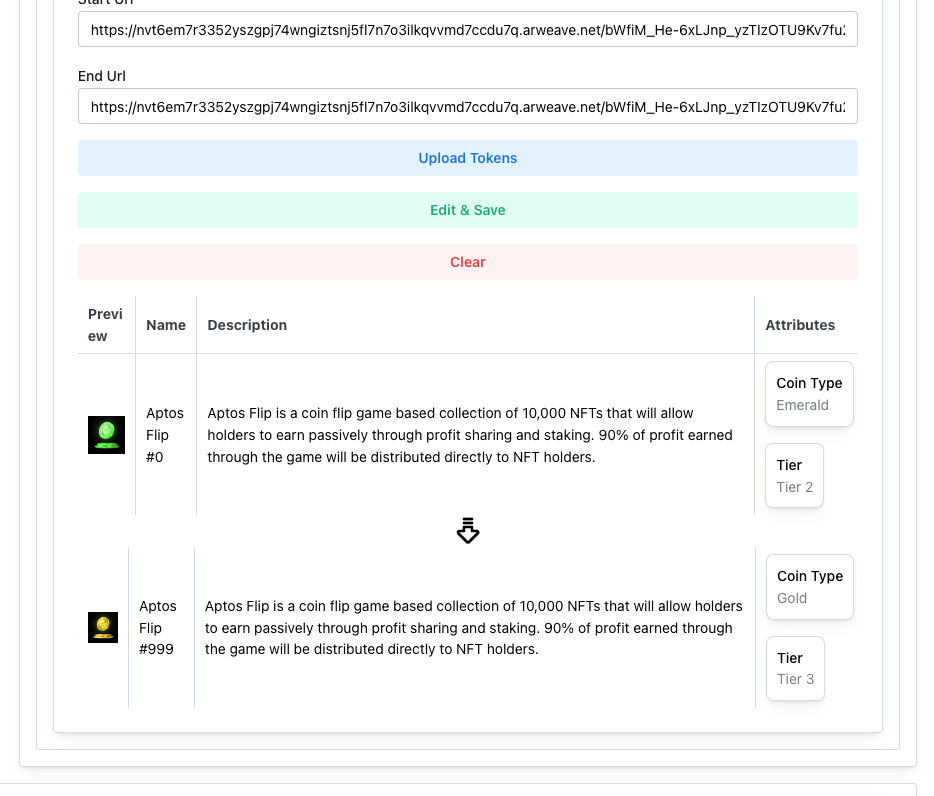 Start Url
https://nvt6em7r3352yszgpj74wngiztsnj5fl7n7o3ilkqvvmd7ccdu7q.arweave.net/bWfiM_He-6xLJnp_yzTIzOTU9Kv7fu2
End Url
https://nvt6em7r3352yszgpj74wngiztsnj5fl7n7o3ilkqvvmd7ccdu7q.arweave.net/bWfiM_He-6xLJnp_yzTIzOTU9Kv7fu2
Upload Tokens
Edit & Save
Clear
Previ
ew
Name
Description
Attributes
Aptos
Flip
#0
Aptos Flip is a coin flip game based collection of 10,000 NFTs that will allow
holders to earn passively through profit sharing and staking. 90% of profit earned
through the game will be distributed directly to NFT holders.
Coin Type
Emerald
Tier
Tier 2
Aptos
Flip
#999
Aptos Flip is a coin flip game based collection of 10,000 NFTs that will allow holders
to earn passively through profit sharing and staking. 90% of profit earned through
the game will be distributed directly to NFT holders.
Coin Type
Gold
Tier
Tier 3